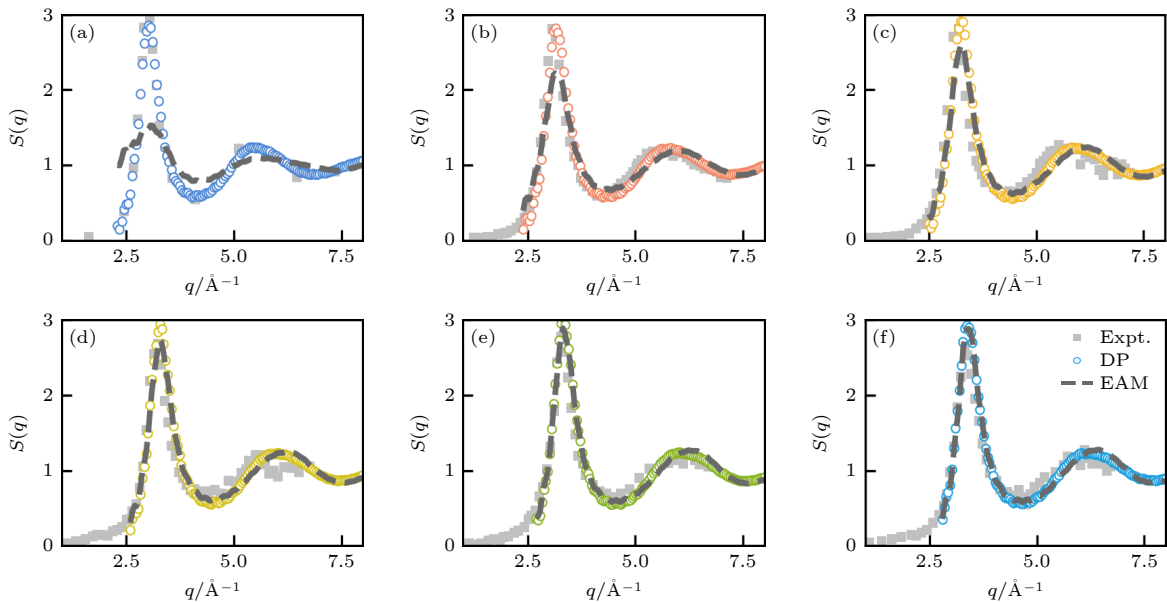 (a)
3
2
1
0
2.5 5.0 7.5
S(q)
q/Å⁻¹
(b)
3
2
1
0
2.5 5.0 7.5
S(q)
q/Å⁻¹
(c)
3
2
1
0
2.5 5.0 7.5
S(q)
q/Å⁻¹
(d)
3
2
1
0
2.5 5.0 7.5
S(q)
q/Å⁻¹
(e)
3
2
1
0
2.5 5.0 7.5
S(q)
q/Å⁻¹
(f)
Expt.
DP
EAM
3
2
1
0
2.5 5.0 7.5
S(q)
q/Å⁻¹